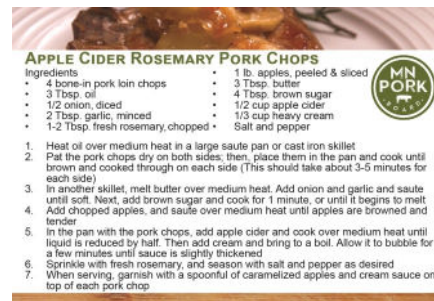 APPLE CIDER ROSEMARY PORK CHOPS
Ingredients
• 4 bone-in pork loin chops
• 3 Tbsp. oil
• 1/2 onion, diced
• 2 Tbsp. garlic, minced
• 1-2 Tbsp. fresh rosemary, chopped
• 1 lb. apples, peeled & sliced
• 3 Tbsp. butter
• 4 Tbsp. brown sugar
• 1/2 cup apple cider
• 1/3 cup heavy cream
• Salt and pepper
MN
PORK
BOARD
1. Heat oil over medium heat in a large saute pan or cast iron skillet
2. Pat the pork chops dry on both sides; then, place them in the pan and cook until
brown and cooked through on each side (This should take about 3-5 minutes for
each side)
3. In another skillet, melt butter over medium heat. Add onion and garlic and saute
untill soft. Next, add brown sugar and cook for 1 minute, or until it begins to melt
4. Add chopped apples, and saute over medium heat until apples are browned and
tender
5. In the pan with the pork chops, add apple cider and cook over medium heat until
liquid is reduced by half. Then add cream and bring to a boil. Allow it to bubble for
a few minutes until sauce is slightly thickened
6. Sprinkle with fresh rosemary, and season with salt and pepper as desired
7. When serving, garnish with a spoonful of caramelized apples and cream sauce on
top of each pork chop